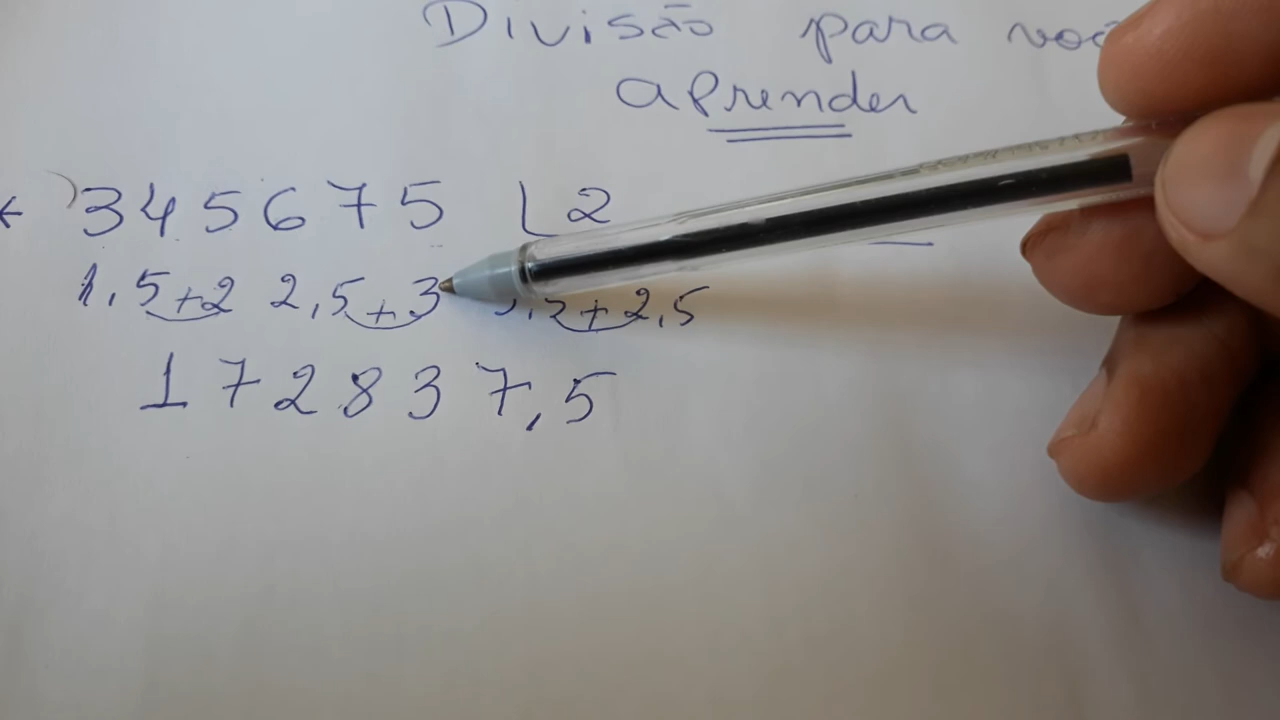 Divisão para
aprender
345675 2
1,5+2 2,5+3 +2,5
172837,5